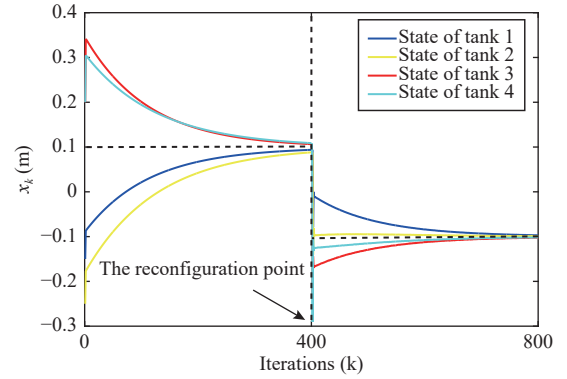 0.4
0.3
0.2
0.1
0
−0.1
−0.2
−0.3
x_k (m)
State of tank 1
State of tank 2
State of tank 3
State of tank 4
The reconfiguration point
0
400
800
Iterations (k)